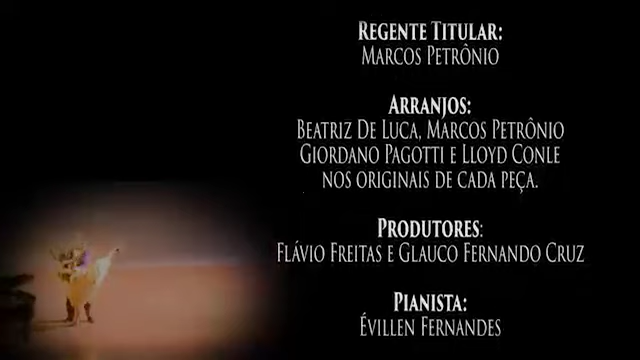 REGENTE TITULAR:
MARCOS PETRÔNIO
ARRANJOS:
BEATRIZ DE LUCA, MARCOS PETRÔNIO
GIORDANO PAGOTTI E LLOYD CONLE
NOS ORIGINAIS DE CADA PEÇA.
PRODUTORES:
FLÁVIO FREITAS E GLAUCO FERNANDO CRUZ
PIANISTA:
ÉVILLEN FERNANDES